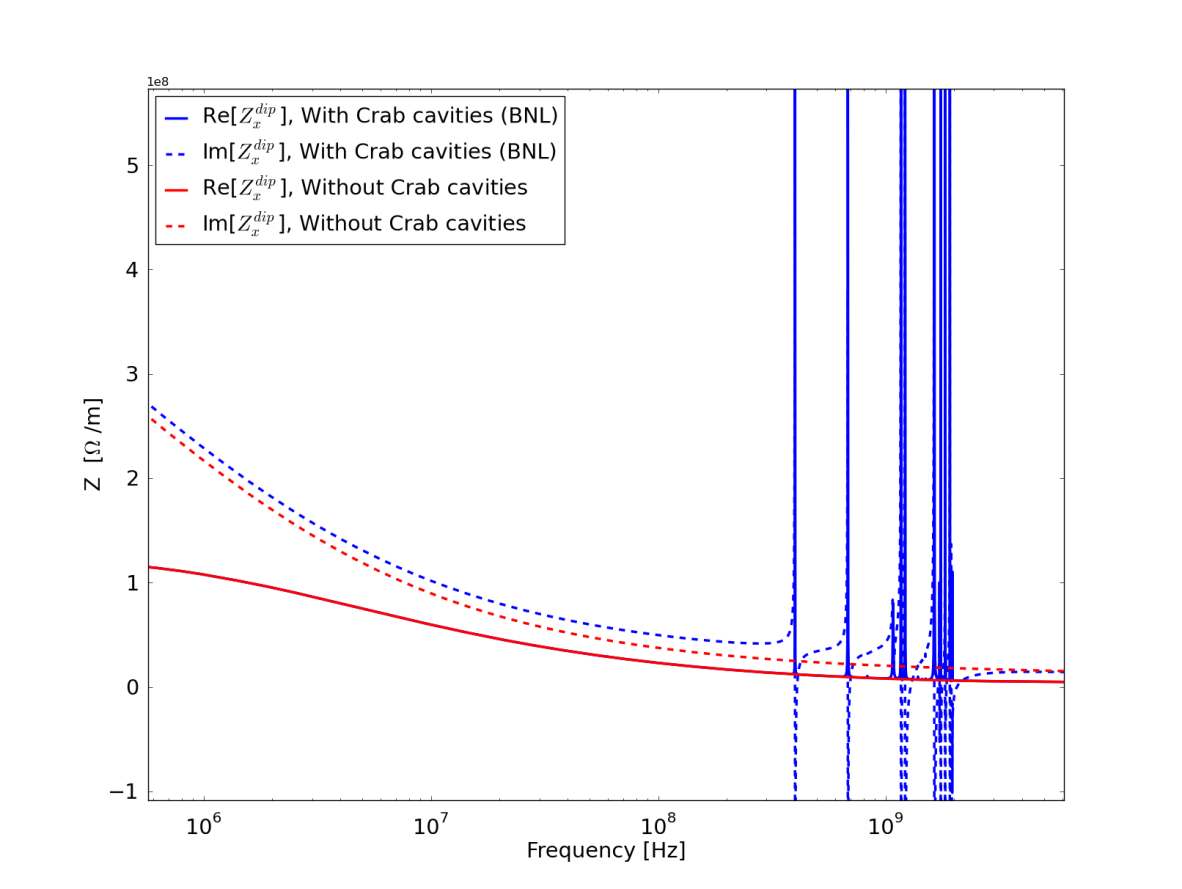 1e8
Re[Z_x^{dip}], With Crab cavities (BNL)
Im[Z_x^{dip}], With Crab cavities (BNL)
Re[Z_x^{dip}], Without Crab cavities
Im[Z_x^{dip}], Without Crab cavities
5
4
3
2
1
0
−1
Z [Ω /m]
10^6 10^7 10^8 10^9
Frequency [Hz]